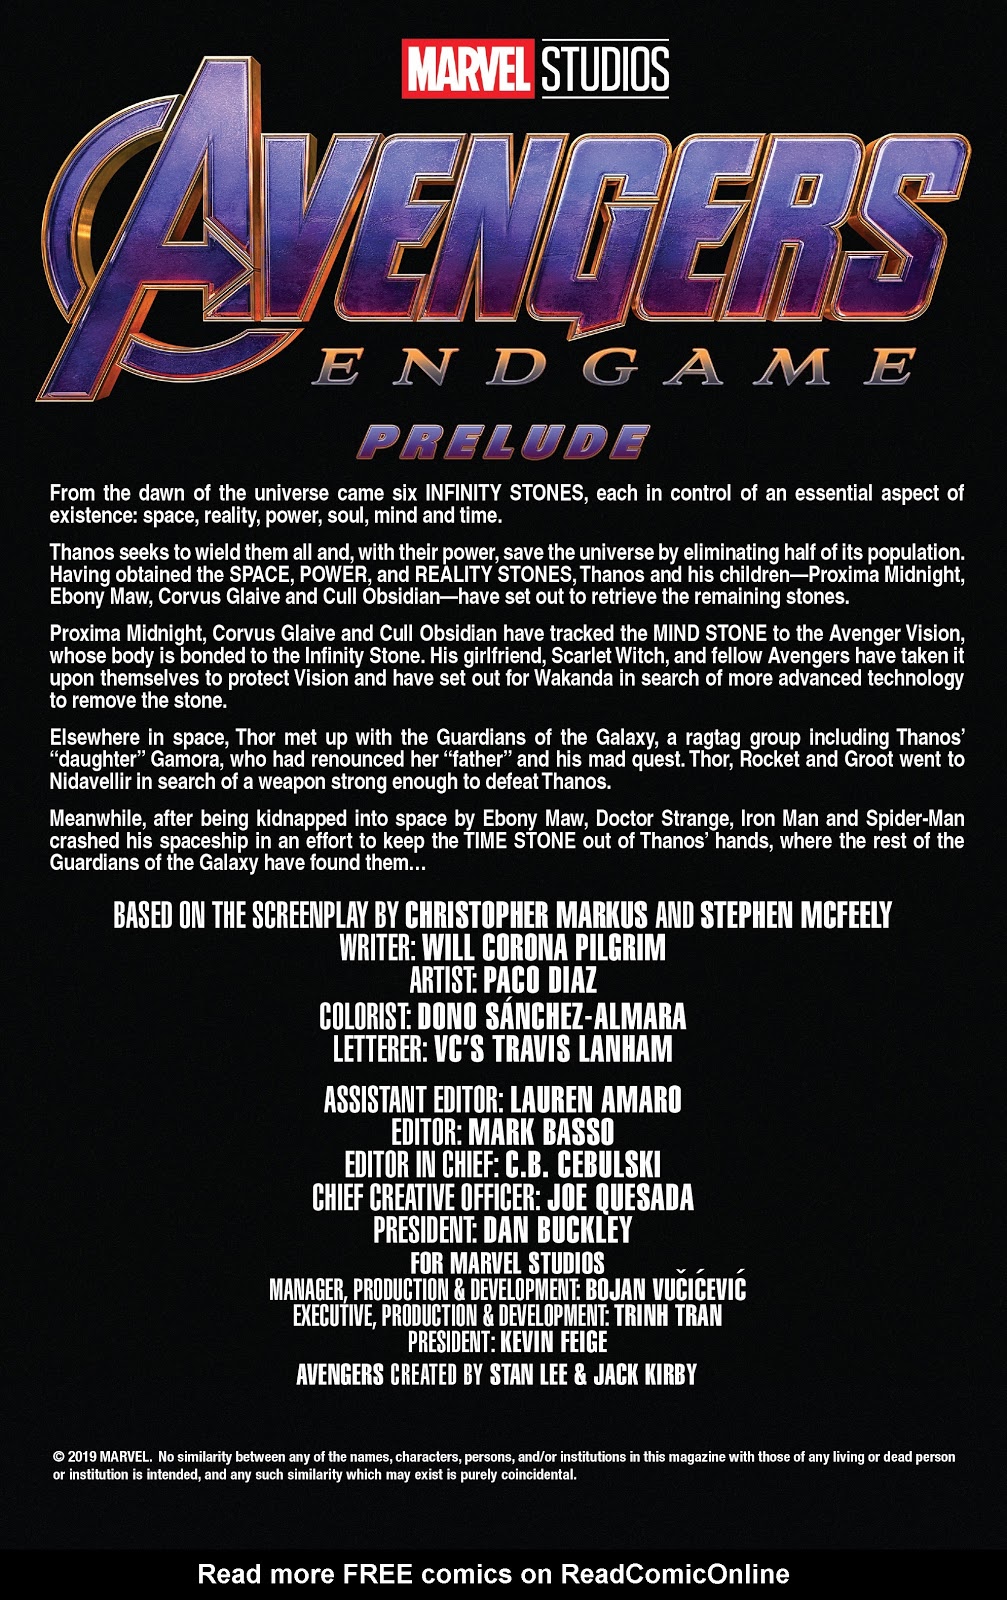 MARVEL STUDIOS
AVENGERS
ENDGAME
PRELUDE
From the dawn of the universe came six INFINITY STONES, each in control of an essential aspect of
existence: space, reality, power, soul, mind and time.
Thanos seeks to wield them all and, with their power, save the universe by eliminating half of its population.
Having obtained the SPACE, POWER, and REALITY STONES, Thanos and his children—Proxima Midnight,
Ebony Maw, Corvus Glaive and Cull Obsidian—have set out to retrieve the remaining stones.
Proxima Midnight, Corvus Glaive and Cull Obsidian have tracked the MIND STONE to the Avenger Vision,
whose body is bonded to the Infinity Stone. His girlfriend, Scarlet Witch, and fellow Avengers have taken it
upon themselves to protect Vision and have set out for Wakanda in search of more advanced technology
to remove the stone.
Elsewhere in space, Thor met up with the Guardians of the Galaxy, a ragtag group including Thanos’
“daughter” Gamora, who had renounced her “father” and his mad quest. Thor, Rocket and Groot went to
Nidavellir in search of a weapon strong enough to defeat Thanos.
Meanwhile, after being kidnapped into space by Ebony Maw, Doctor Strange, Iron Man and Spider-Man
crashed his spaceship in an effort to keep the TIME STONE out of Thanos’ hands, where the rest of the
Guardians of the Galaxy have found them...
BASED ON THE SCREENPLAY BY CHRISTOPHER MARKUS AND STEPHEN MCFEELY
WRITER: WILL CORONA PILGRIM
ARTIST: PACO DIAZ
COLORIST: DONO SÁNCHEZ-ALMARA
LETTERER: VC’S TRAVIS LANHAM
ASSISTANT EDITOR: LAUREN AMARO
EDITOR: MARK BASSO
EDITOR IN CHIEF: C.B. CEBULSKI
CHIEF CREATIVE OFFICER: JOE QUESADA
PRESIDENT: DAN BUCKLEY
FOR MARVEL STUDIOS
MANAGER, PRODUCTION & DEVELOPMENT: BOJAN VUČIĆEVIĆ
EXECUTIVE, PRODUCTION & DEVELOPMENT: TRINH TRAN
PRESIDENT: KEVIN FEIGE
AVENGERS CREATED BY STAN LEE & JACK KIRBY
© 2019 MARVEL. No similarity between any of the names, characters, persons, and/or institutions in this magazine with those of any living or dead person
or institution is intended, and any such similarity which may exist is purely coincidental.
Read more FREE comics on ReadComicOnline